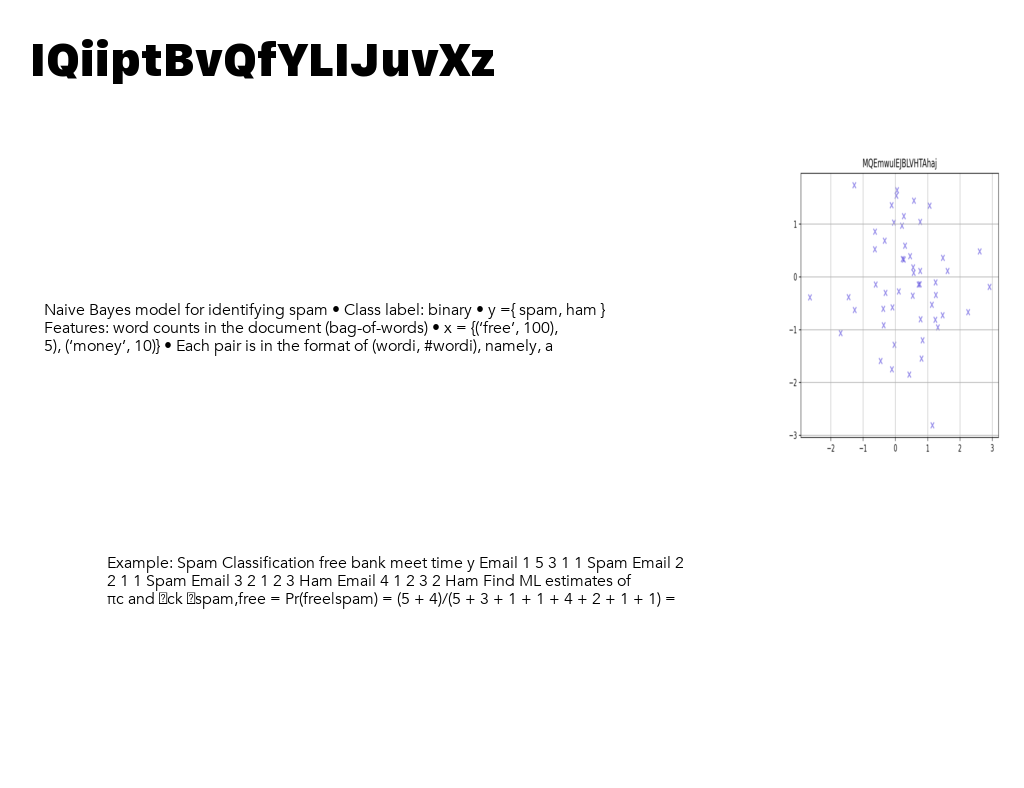 IQiiptBvQfYLIJuvXz
MQEmwulEJBLVHTAhaj
1
0
−1
−2
−3
−2 −1 0 1 2 3
Naive Bayes model for identifying spam • Class label: binary • y ={ spam, ham }
Features: word counts in the document (bag-of-words) • x = {(‘free’, 100),
5), (‘money’, 10)} • Each pair is in the format of (wordi, #wordi), namely, a
Example: Spam Classification free bank meet time y Email 1 5 3 1 1 Spam Email 2
2 1 1 Spam Email 3 2 1 2 3 Ham Email 4 1 2 3 2 Ham Find ML estimates of
πc and ck spam,free = Pr(free|spam) = (5 + 4)/(5 + 3 + 1 + 1 + 4 + 2 + 1 + 1) =